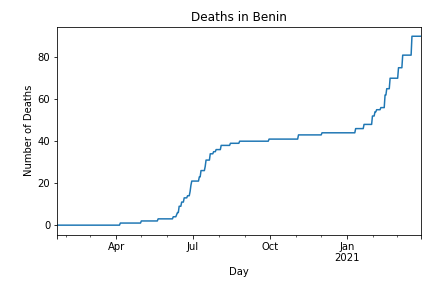 Deaths in Benin
Number of Deaths
80
60
40
20
0
Apr
Jul
Oct
Jan
2021
Day